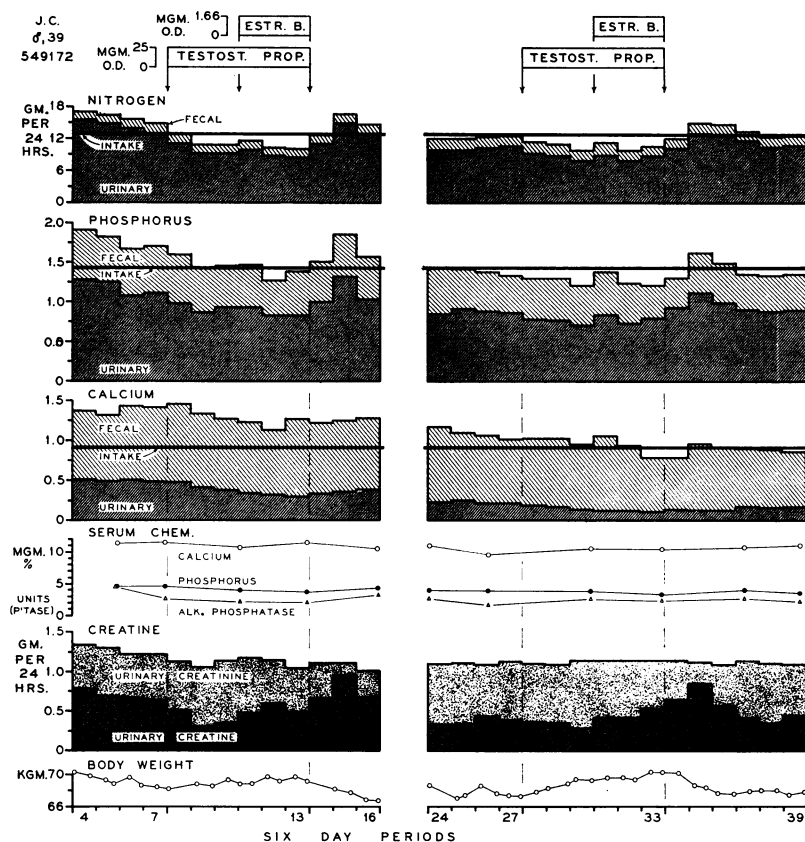 J.C.
♂, 39
549172
MGM. 1.66
O.D. 0
ESTR. B.
ESTR. B.
MGM. 25
O.D. 0
TESTOST. PROP.
TESTOST. PROP.
NITROGEN
GM. PER 24 HRS.
18
12
6
0
FECAL
INTAKE
URINARY
PHOSPHORUS
2.0
1.5
1.0
0.5
0
FECAL
INTAKE
URINARY
CALCIUM
1.5
1.0
0.5
0
FECAL
INTAKE
URINARY
SERUM CHEM.
MGM. %
UNITS (P'TASE)
10
5
0
CALCIUM
PHOSPHORUS
ALK. PHOSPHATASE
CREATINE
GM. PER 24 HRS.
1.5
1.0
0.5
0
URINARY CREATININE
URINARY CREATINE
BODY WEIGHT
KGM. 70
66
4 7 13 16 24 27 33 39
SIX DAY PERIODS